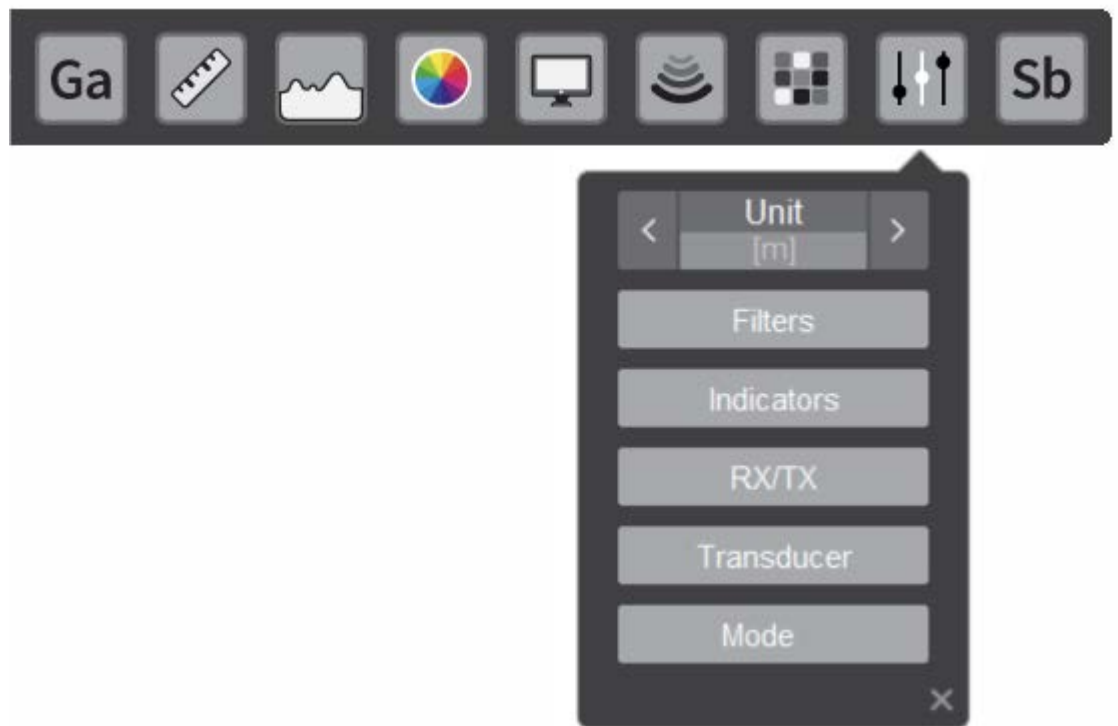 Ga
Sb
Unit
[m]
Filters
Indicators
RX/TX
Transducer
Mode